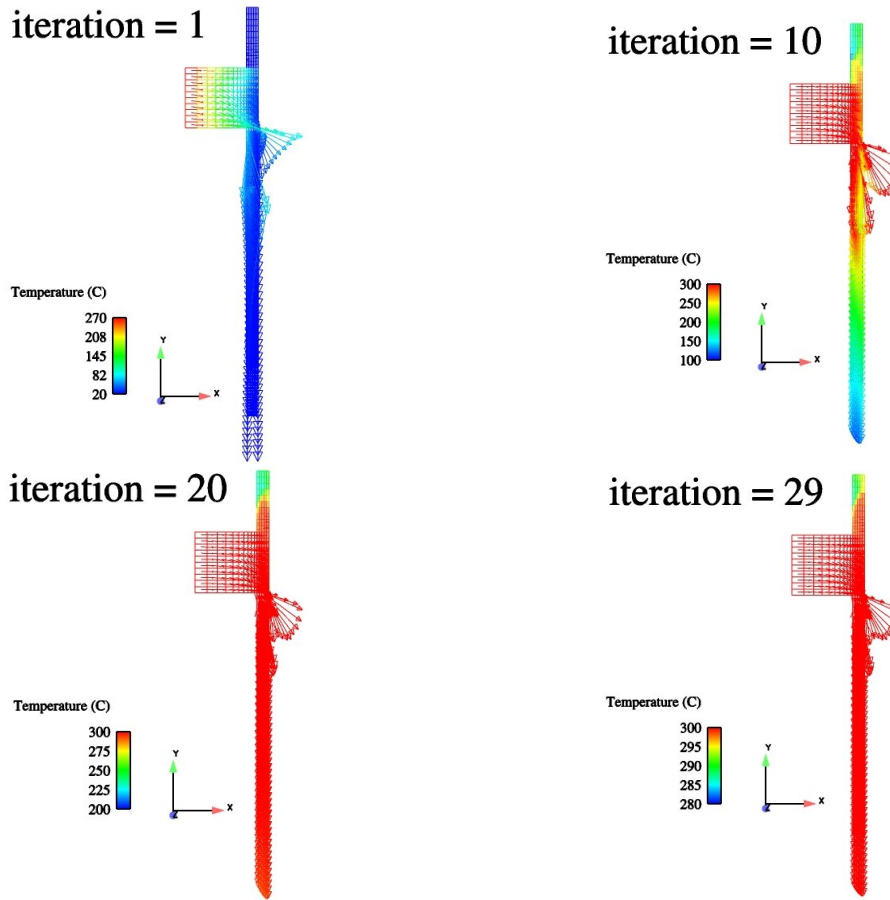 iteration = 1
Temperature (C)
270
208
145
82
20
Y
X
iteration = 10
Temperature (C)
300
250
200
150
100
Y
X
iteration = 20
Temperature (C)
300
275
250
225
200
Y
X
iteration = 29
Temperature (C)
300
295
290
285
280
Y
X